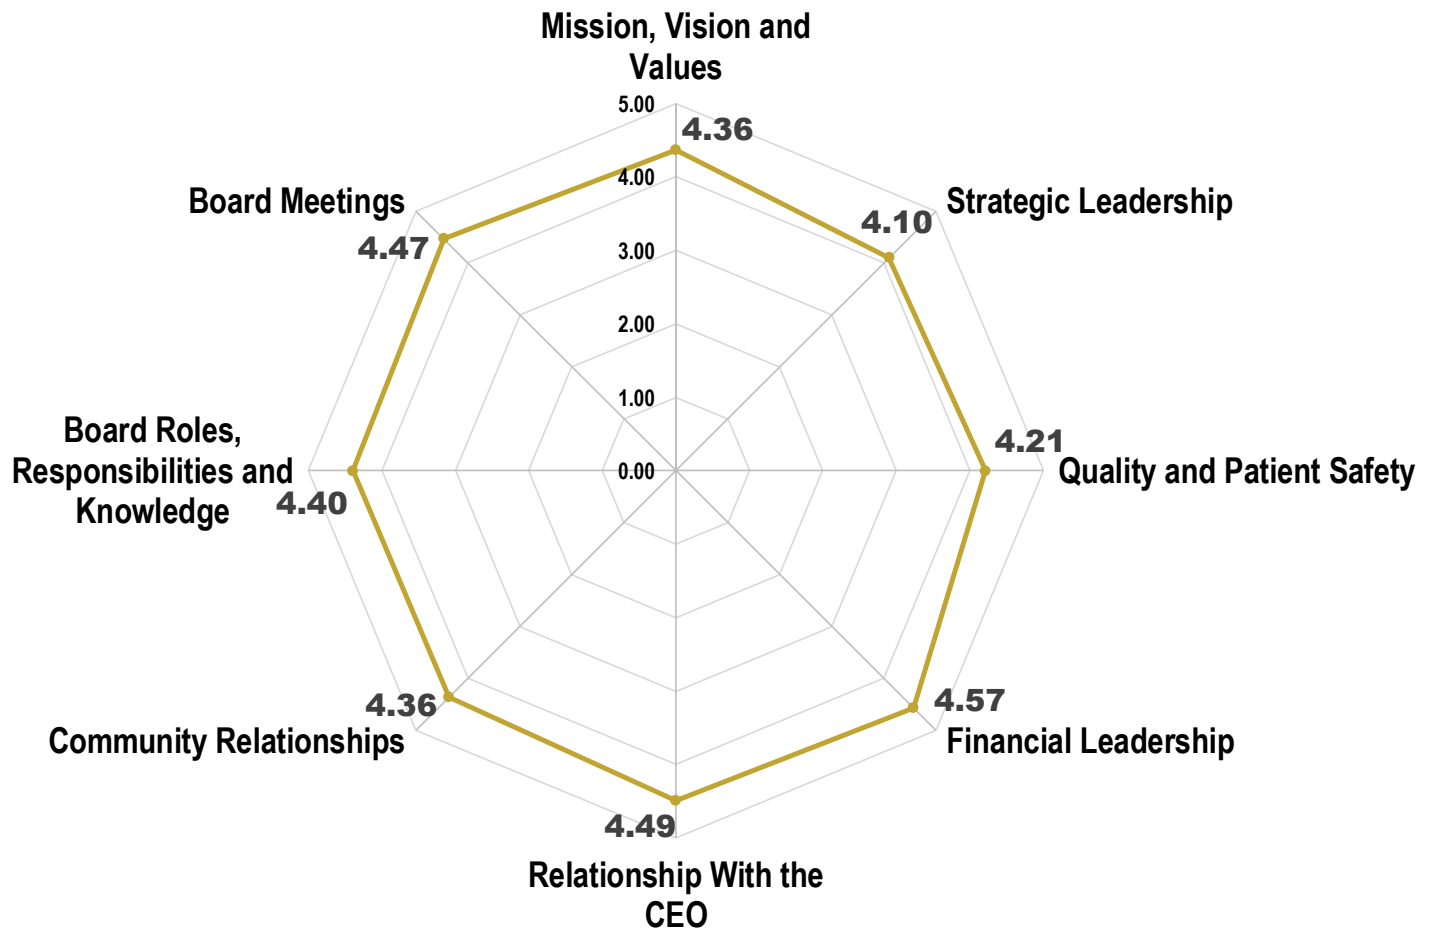 Mission, Vision and
Values
5.00
4.36
4.00
3.00
2.00
1.00
0.00
Strategic Leadership
4.10
4.21
Quality and Patient Safety
4.57
Financial Leadership
4.49
Relationship With the
CEO
4.36
Community Relationships
Board Roles,
Responsibilities and
Knowledge
4.40
Board Meetings
4.47